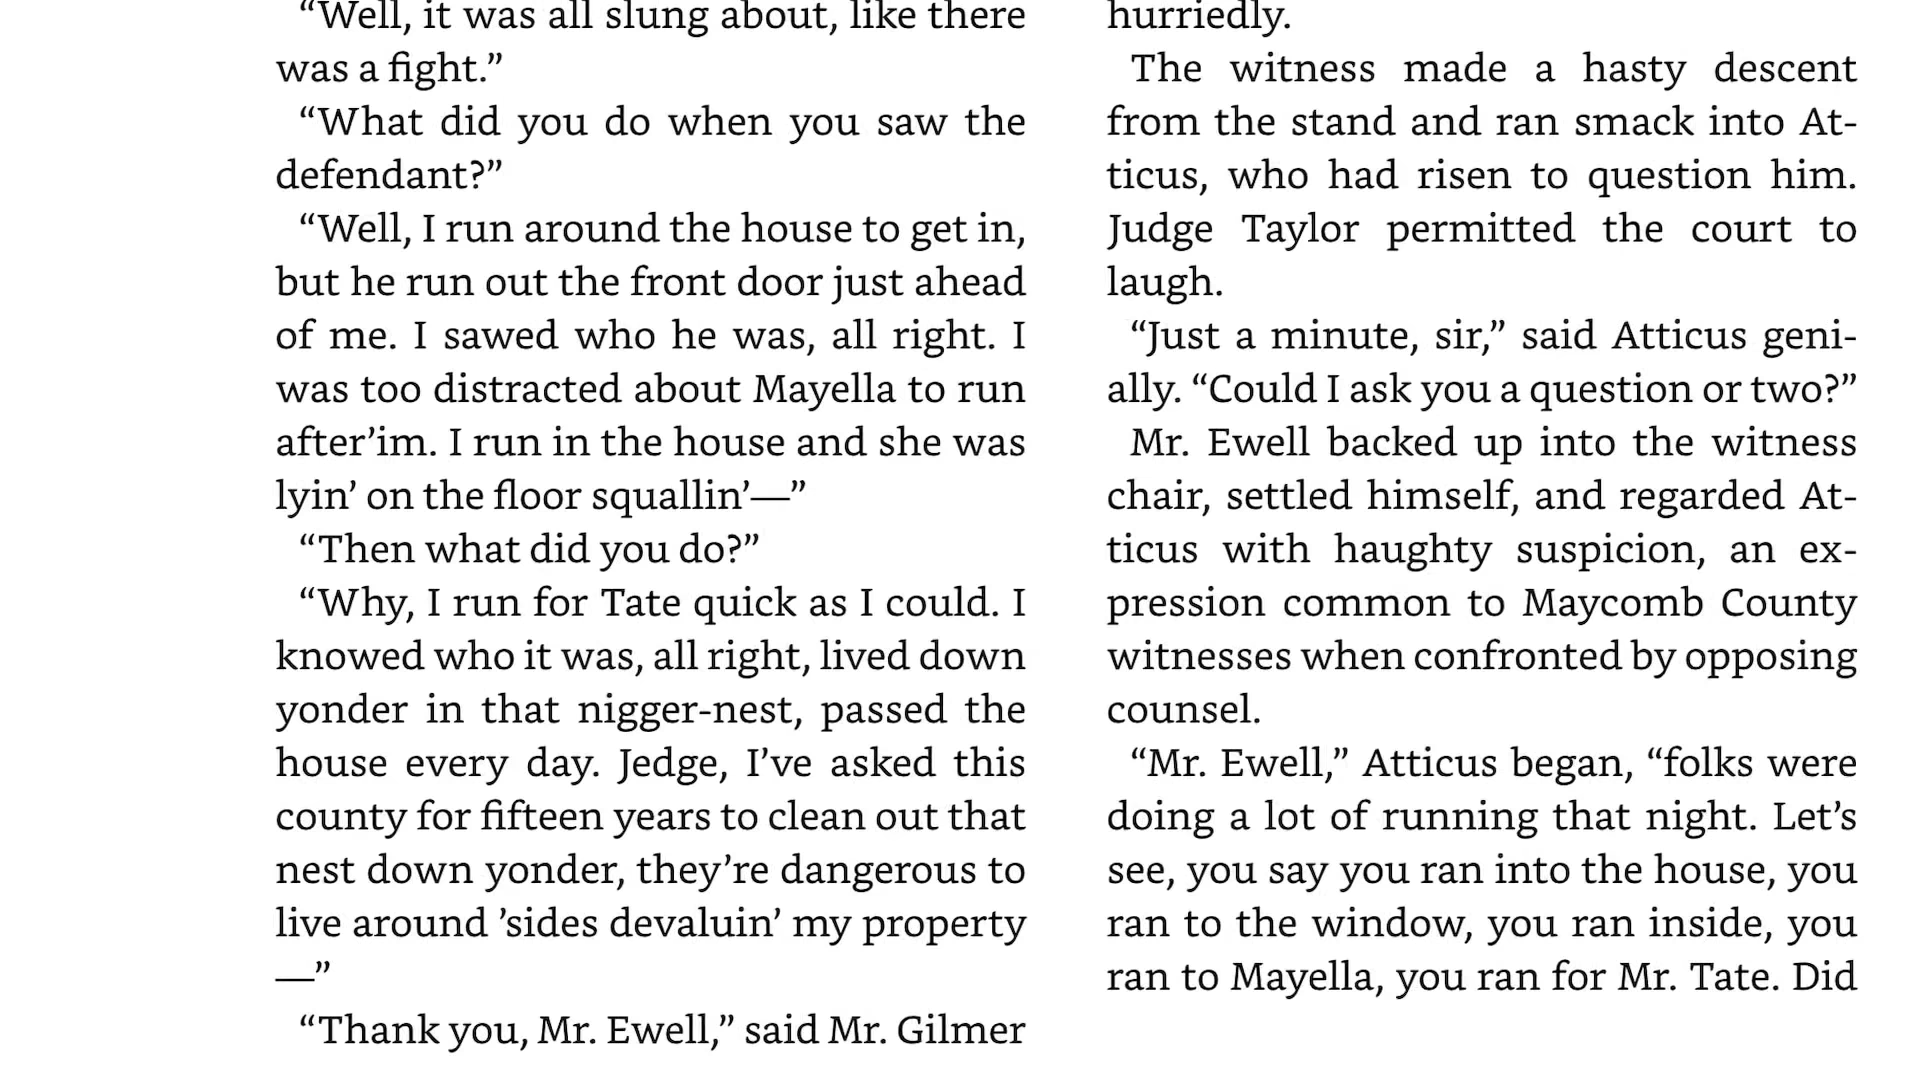 “Well, it was all slung about, like there
was a fight.”
“What did you do when you saw the
defendant?”
“Well, I run around the house to get in,
but he run out the front door just ahead
of me. I sawed who he was, all right. I
was too distracted about Mayella to run
after’im. I run in the house and she was
lyin’ on the floor squallin’—”
“Then what did you do?”
“Why, I run for Tate quick as I could. I
knowed who it was, all right, lived down
yonder in that nigger-nest, passed the
house every day. Jedge, I’ve asked this
county for fifteen years to clean out that
nest down yonder, they’re dangerous to
live around ’sides devaluin’ my property
—”
“Thank you, Mr. Ewell,” said Mr. Gilmer
hurriedly.
The witness made a hasty descent
from the stand and ran smack into At-
ticus, who had risen to question him.
Judge Taylor permitted the court to
laugh.
“Just a minute, sir,” said Atticus geni-
ally. “Could I ask you a question or two?”
Mr. Ewell backed up into the witness
chair, settled himself, and regarded At-
ticus with haughty suspicion, an ex-
pression common to Maycomb County
witnesses when confronted by opposing
counsel.
“Mr. Ewell,” Atticus began, “folks were
doing a lot of running that night. Let’s
see, you say you ran into the house, you
ran to the window, you ran inside, you
ran to Mayella, you ran for Mr. Tate. Did